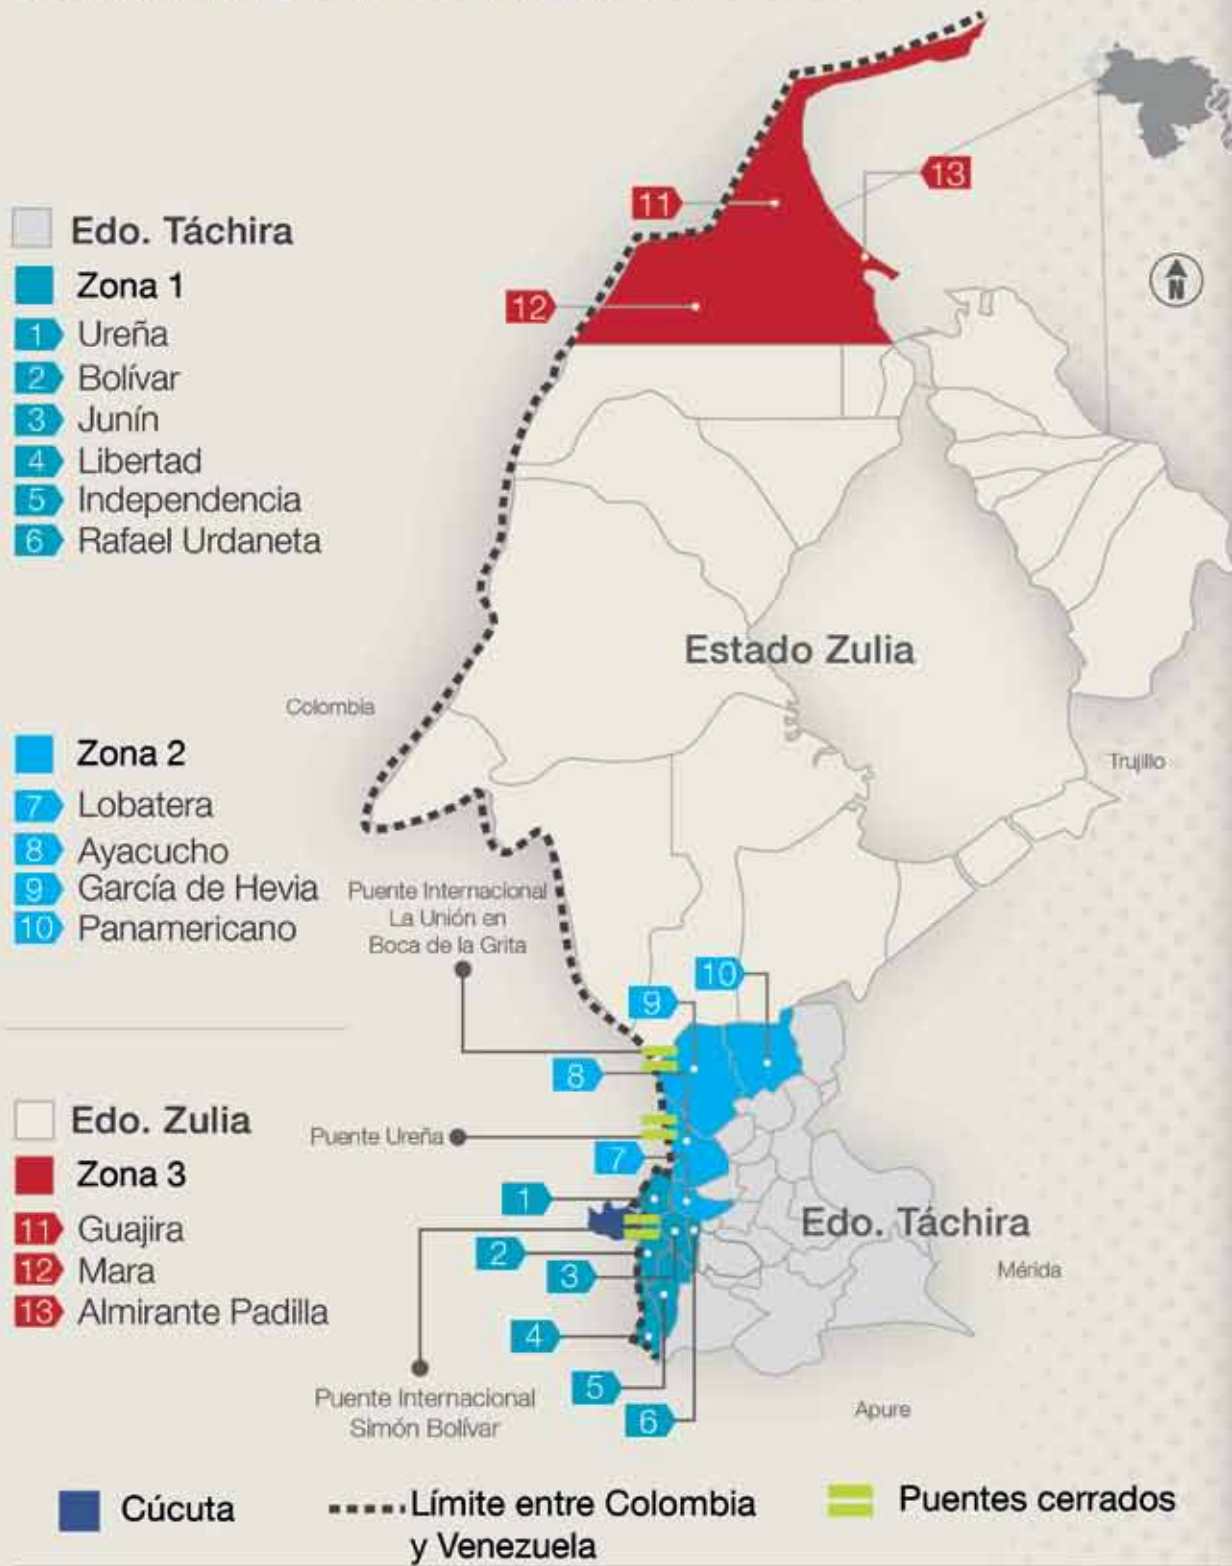 Edo. Táchira
Zona 1
1 Ureña
2 Bolívar
3 Junín
4 Libertad
5 Independencia
6 Rafael Urdaneta
Zona 2
7 Lobatera
8 Ayacucho
9 García de Hevia
10 Panamericano
Edo. Zulia
Zona 3
11 Guajira
12 Mara
13 Almirante Padilla
11
13
12
N
Estado Zulia
Colombia
Trujillo
Puente Internacional
La Unión en
Boca de la Grita
10
9
8
Puente Ureña
7
1
Edo. Táchira
2
3
Mérida
4
5
6
Puente Internacional
Simón Bolívar
Apure
Cúcuta
Límite entre Colombia
y Venezuela
Puentes cerrados